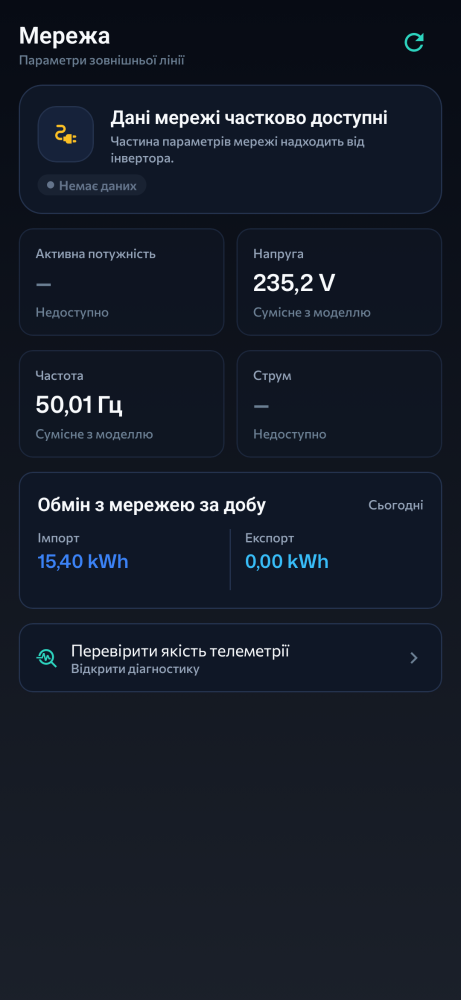 Мережа
Параметри зовнішньої лінії
Дані мережі частково доступні
Частина параметрів мережі надходить від
інвертора.
Немає даних
Активна потужність
—
Недоступно
Напруга
235,2 V
Сумісне з моделлю
Частота
50,01 Гц
Сумісне з моделлю
Струм
—
Недоступно
Обмін з мережею за добу
Сьогодні
Імпорт
15,40 kWh
Експорт
0,00 kWh
Перевірити якість телеметрії
Відкрити діагностику